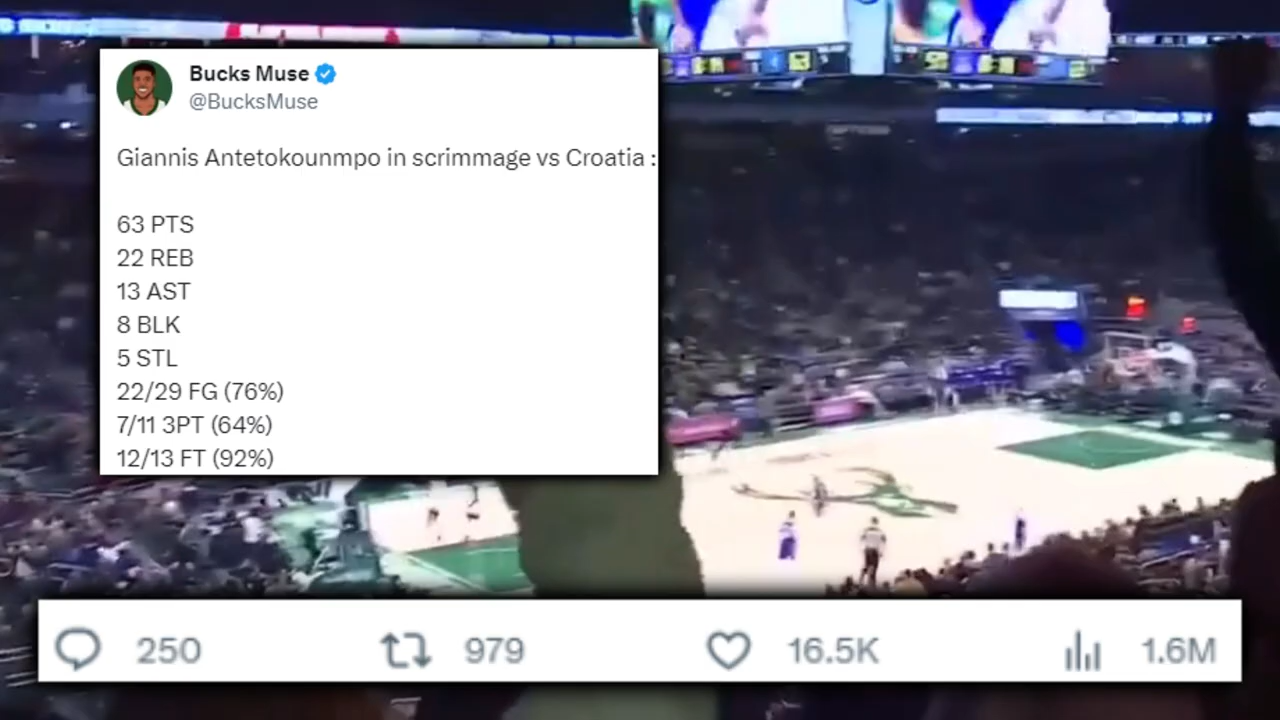 Bucks Muse
@BucksMuse
Giannis Antetokounmpo in scrimmage vs Croatia :
63 PTS
22 REB
13 AST
8 BLK
5 STL
22/29 FG (76%)
7/11 3PT (64%)
12/13 FT (92%)
250 979 16.5K 1.6M